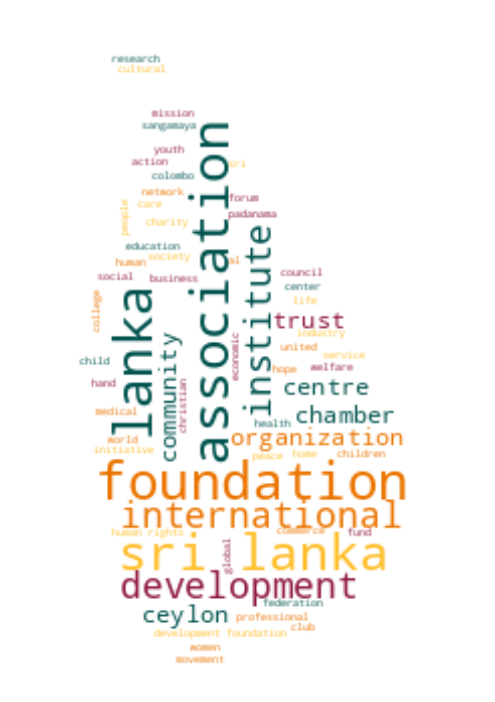 research
cultural
mission
sangamaya
youth
action
sri
colombo
network
care
forum
people
padanama
charity
association
education
society
human
al
institute
social
business
council
center
college
lanka
life
trust
community
economic
industry
united
child
service
hope
welfare
hand
christian
centre
medical
chamber
health
world
organization
initiative
peace
home
children
foundation
international
human rights
commerce
fund
sri lanka
global
development
federation
ceylon
professional
club
development foundation
women
movement